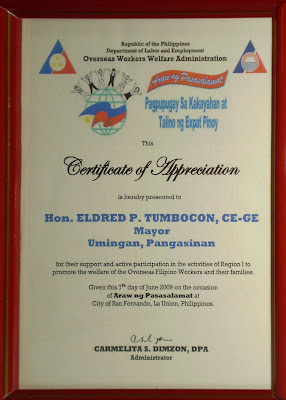 Republic of the Philippines
Department of Labor and Employment
Overseas Workers Welfare Administration
Araw ng Pasasalamat
Pagpupugay Sa Kakayahan at
Talino ng Expat Pinoy
This
Certificate of Appreciation
is hereby presented to
Hon. ELDRED P. TUMBOCON, CE-GE
Mayor
Umingan, Pangasinan
for their support and active participation in the activities of Region I to
promote the welfare of the Overseas Filipino Workers and their families.
Given this 7th day of June 2009 on the occasion
of Araw ng Pasasalamat at
City of San Fernando, La Union, Philippines.
CARMELITA S. DIMZON, DPA
Administrator